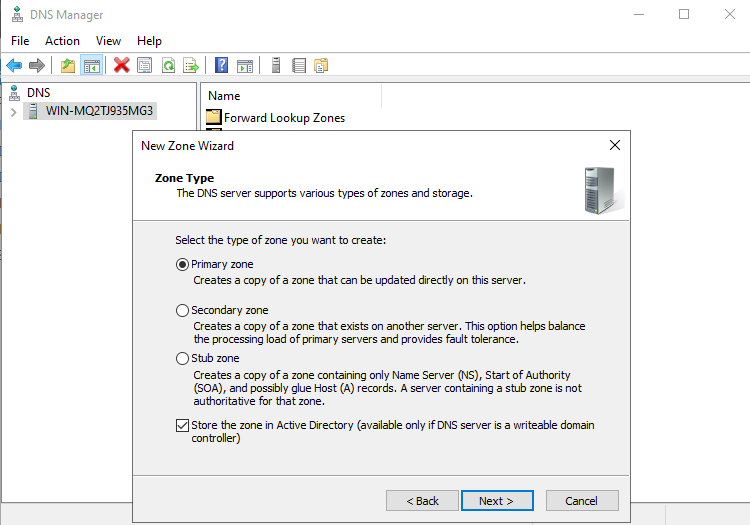 DNS Manager
File Action View Help
DNS
WIN-MQ2TJ935MG3
Name
Forward Lookup Zones
New Zone Wizard
Zone Type
The DNS server supports various types of zones and storage.
Select the type of zone you want to create:
Primary zone
Creates a copy of a zone that can be updated directly on this server.
Secondary zone
Creates a copy of a zone that exists on another server. This option helps balance
the processing load of primary servers and provides fault tolerance.
Stub zone
Creates a copy of a zone containing only Name Server (NS), Start of Authority
(SOA), and possibly glue Host (A) records. A server containing a stub zone is not
authoritative for that zone.
Store the zone in Active Directory (available only if DNS server is a writeable domain
controller)
< Back Next > Cancel